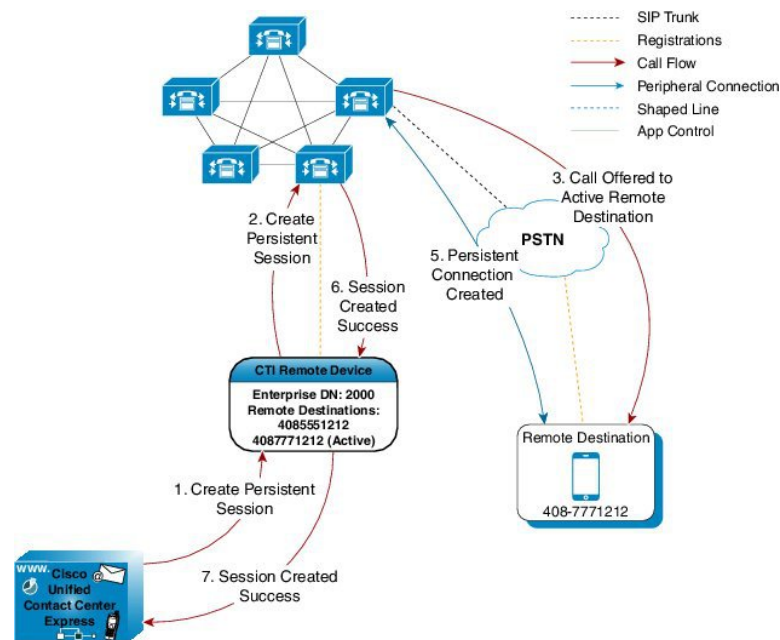 SIP Trunk
Registrations
Call Flow
Peripheral Connection
Shaped Line
App Control
3. Call Offered to
Active Remote
Destination
2. Create
Persistent
Session
PSTN
5. Persistent
Connection
Created
6. Session
Created
Success
CTI Remote Device
Enterprise DN: 2000
Remote Destinations:
4085551212
4087771212 (Active)
Remote Destination
408-7771212
1. Create Persistent
Session
7. Session Created
Success
www.
Cisco
Unified
Contact Center
Express
@